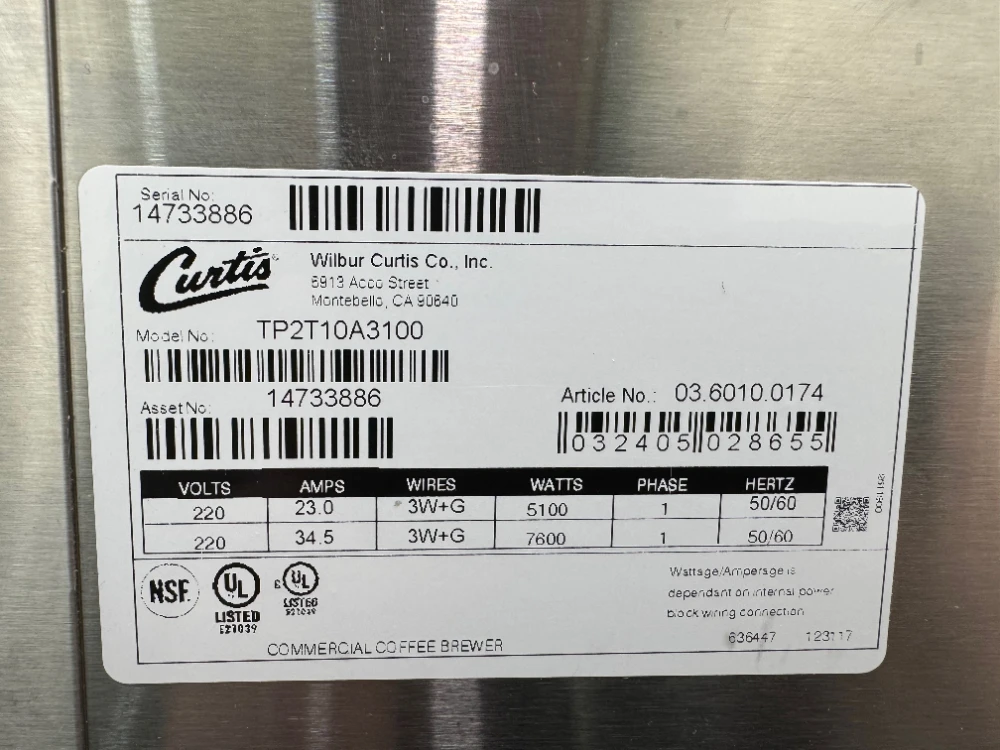 Serial No:
14733886
Curtis®
Wilbur Curtis Co., Inc.
6913 Acco Street
Montebello, CA 90640
Model No: TP2T10A3100
Asset No: 14733886
Article No.: 03.6010.0174
032405 028655
VOLTS AMPS WIRES WATTS PHASE HERTZ
220 23.0 3W+G 5100 1 50/60
220 34.5 3W+G 7600 1 50/60
NSF.
UL
LISTED
E27039
c UL
LISTED
E27039
Wattage/Amperage is
dependant on internal power
block wiring connection
636447 123117
COMMERCIAL COFFEE BREWER